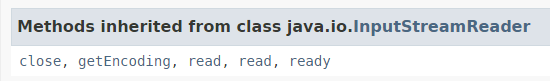 Methods inherited from class java.io.InputStreamReader
close, getEncoding, read, read, ready